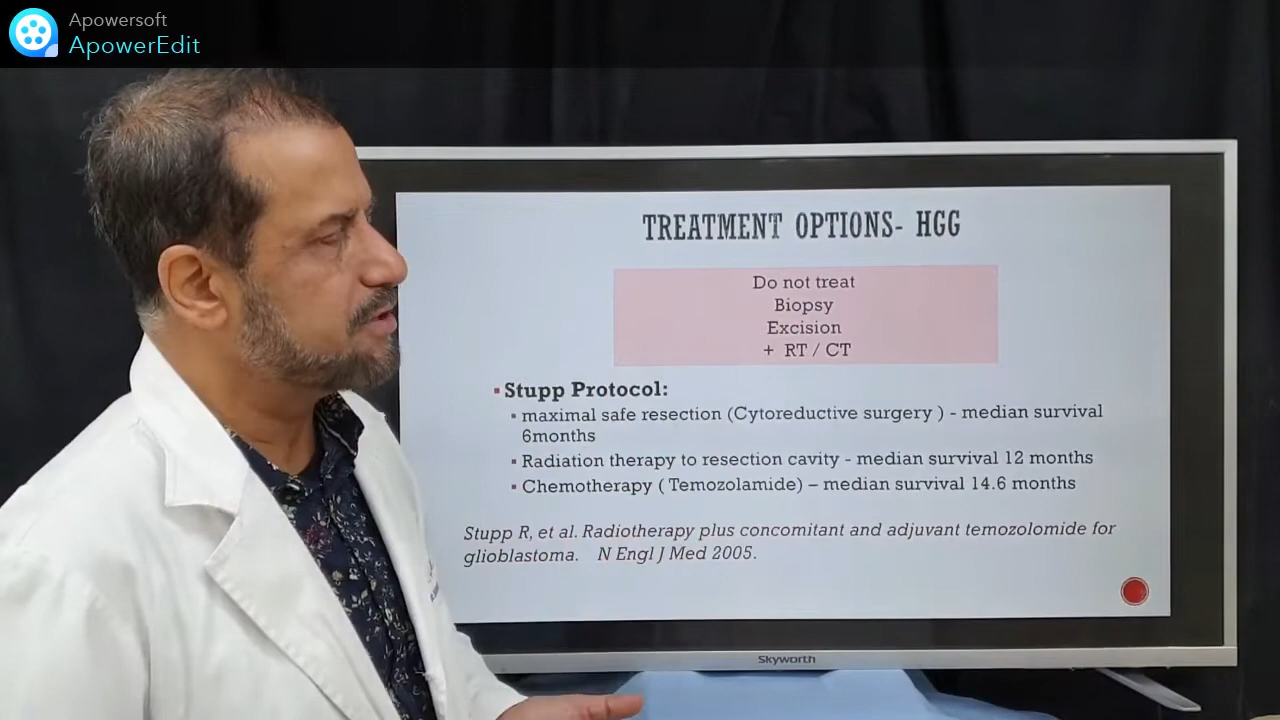 Apowersoft
ApowerEdit
TREATMENT OPTIONS- HGG
Do not treat
Biopsy
Excision
+ RT / CT
▪ Stupp Protocol:
▪ maximal safe resection (Cytoreductive surgery ) - median survival
6months
▪ Radiation therapy to resection cavity - median survival 12 months
▪ Chemotherapy ( Temozolamide) – median survival 14.6 months
Stupp R, et al. Radiotherapy plus concomitant and adjuvant temozolomide for
glioblastoma. N Engl J Med 2005.
Skyworth